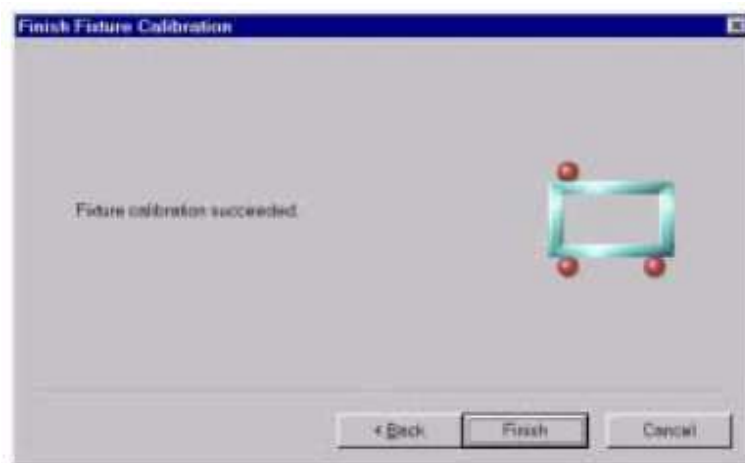 Finish Fixture Calibration
Fixture calibration succeeded.
< Back
Finish
Cancel